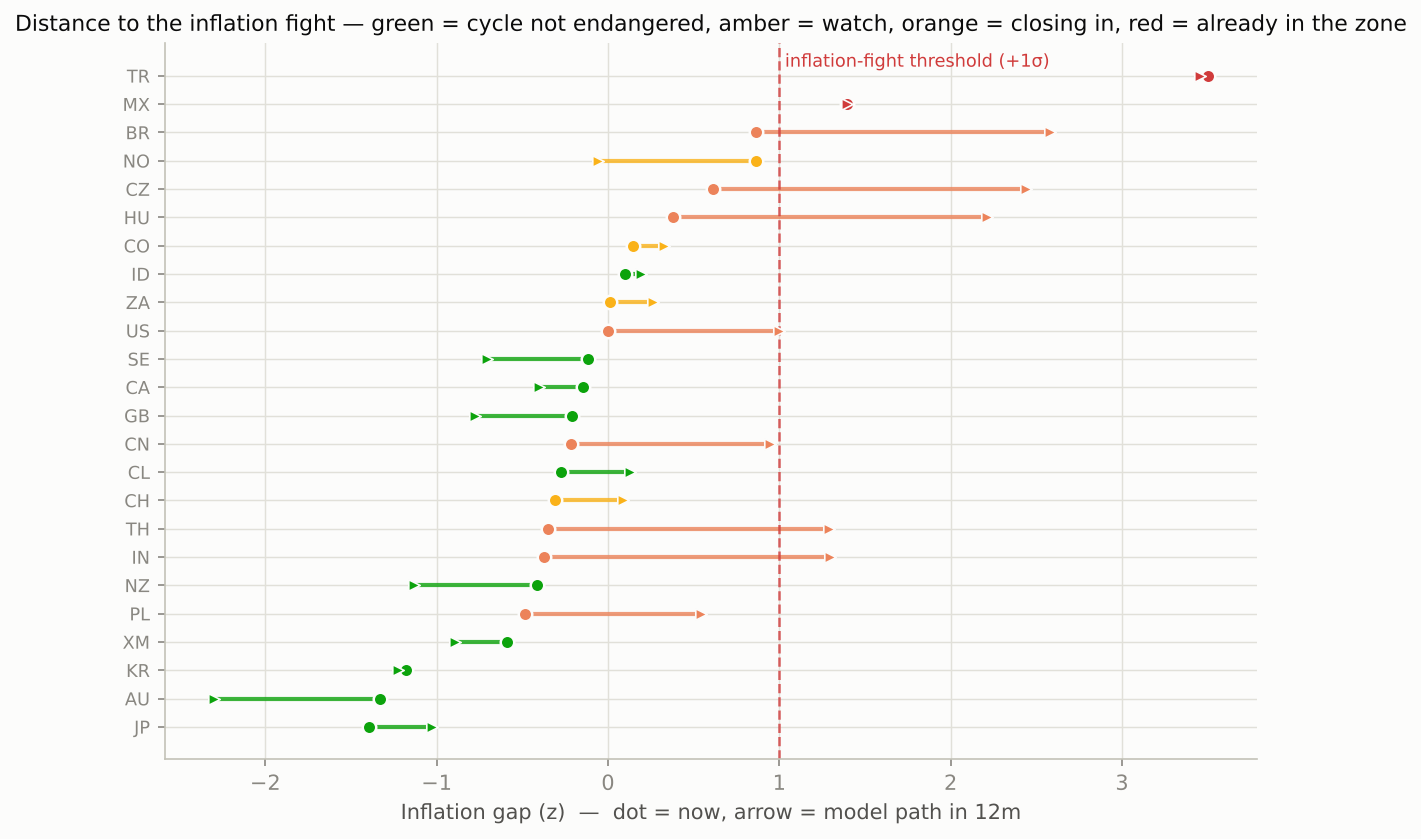 Distance to the inflation fight — green = cycle not endangered, amber = watch, orange = closing in, red = already in the zone
inflation-fight threshold (+1σ)
TR
MX
BR
NO
CZ
HU
CO
ID
ZA
US
SE
CA
GB
CN
CL
CH
TH
IN
NZ
PL
XM
KR
AU
JP
−2 −1 0 1 2 3
Inflation gap (z) — dot = now, arrow = model path in 12m